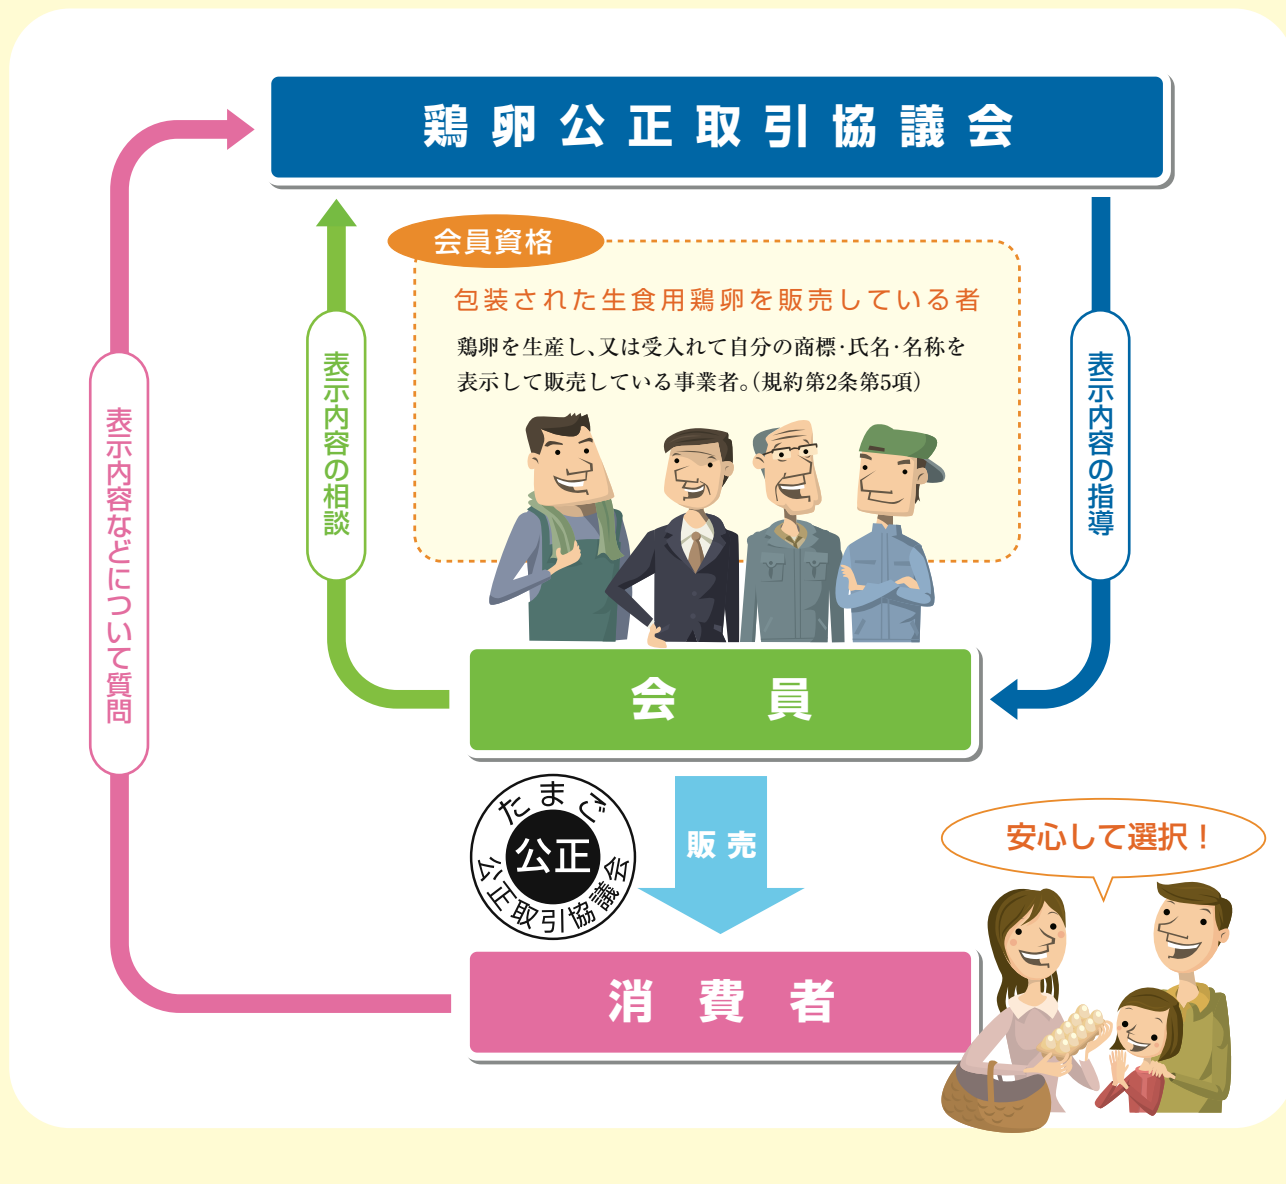 鶏卵公正取引協議会
会員資格
包装された生食用鶏卵を販売している者
鶏卵を生産し、又は受入れて自分の商標・氏名・名称を
表示して販売している事業者。（規約第2条第5項）
表示内容などについて質問
表示内容の相談
表示内容の指導
会員
たまご
公正
公正取引協議会
販売
安心して選択！
消費者